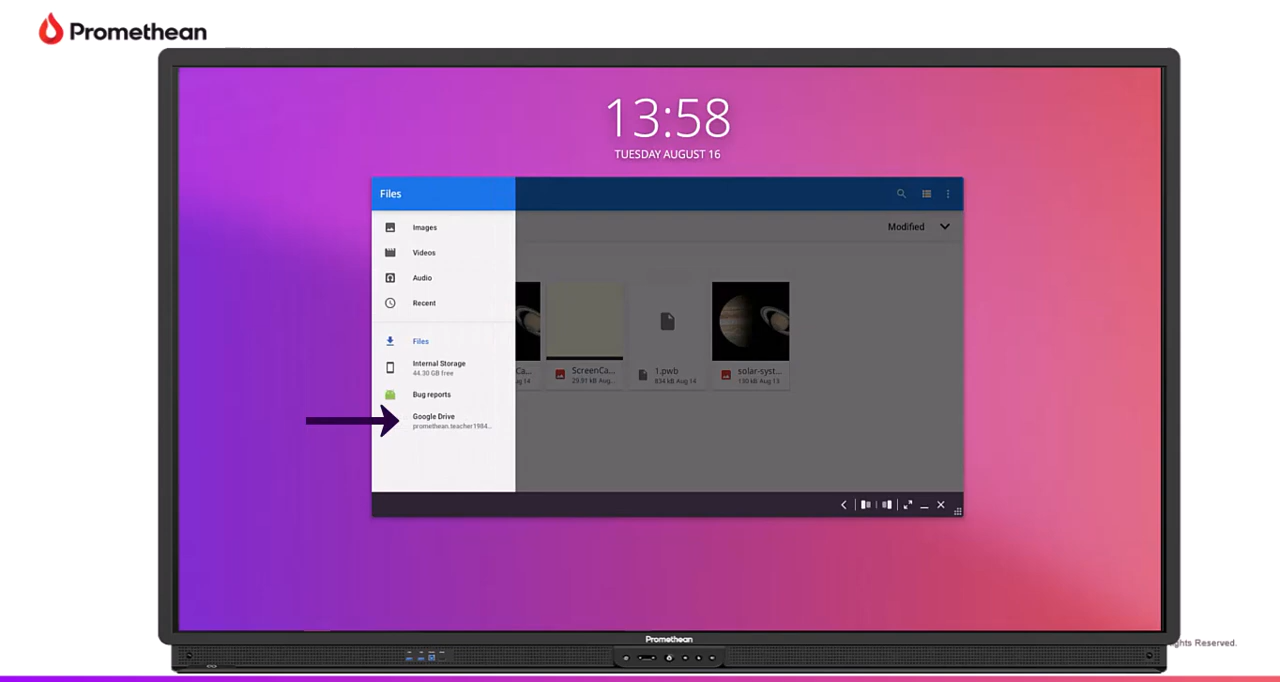 Promethean
13:58
TUESDAY AUGUST 16
Files
Images
Modified
Videos
Audio
Recent
Files
Internal Storage
44.30 GB free
Ca...
ug 14
ScreenCa...
29.91 kB Aug...
1.pwb
834 kB Aug 14
solar-syst...
130 kB Aug 13
Bug reports
Google Drive
promethean.teacher1984...
Promethean
ghts Reserved.